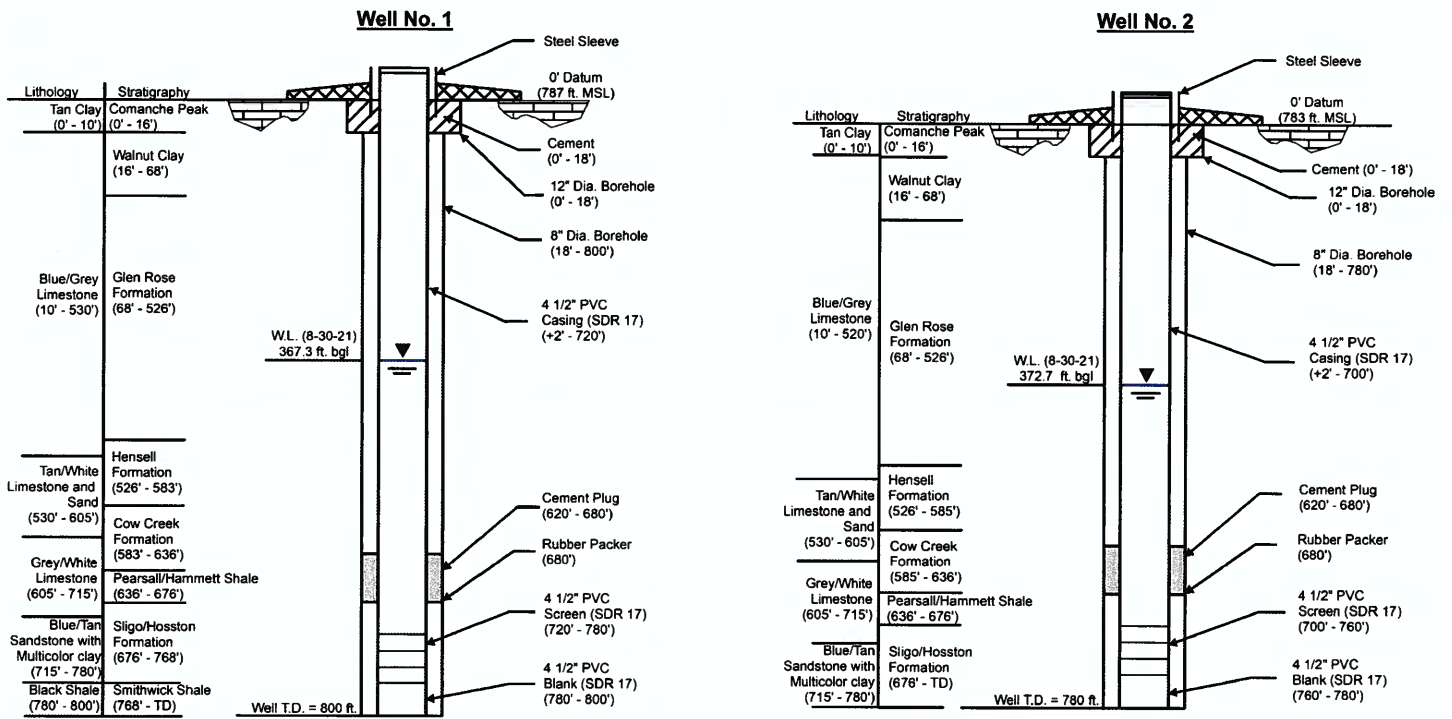 Well No. 1
Steel Sleeve
0' Datum
(787 ft. MSL)
Lithology
Stratigraphy
Tan Clay
(0' - 10')
Comanche Peak
(0' - 16')
Walnut Clay
(16' - 68')
Cement
(0' - 18')
12" Dia. Borehole
(0' - 18')
8" Dia. Borehole
(18' - 800')
Blue/Grey
Limestone
(10' - 530')
Glen Rose
Formation
(68' - 526')
4 1/2" PVC
Casing (SDR 17)
(+2' - 720')
W.L. (8-30-21)
367.3 ft. bgl
Hensell
Formation
(526' - 583')
Tan/White
Limestone and
Sand
(530' - 605')
Cow Creek
Formation
(583' - 636')
Cement Plug
(620' - 680')
Rubber Packer
(680')
Grey/White
Limestone
(605' - 715')
Pearsall/Hammett Shale
(636' - 676')
4 1/2" PVC
Screen (SDR 17)
(720' - 780')
Blue/Tan
Sandstone with
Multicolor clay
(715' - 780')
Sligo/Hosston
Formation
(676' - 768')
4 1/2" PVC
Blank (SDR 17)
(780' - 800')
Black Shale
(780' - 800')
Smithwick Shale
(768' - TD)
Well T.D. = 800 ft.
Well No. 2
Steel Sleeve
0' Datum
(783 ft. MSL)
Lithology
Stratigraphy
Tan Clay
(0' - 10')
Comanche Peak
(0' - 16')
Walnut Clay
(16' - 68')
Cement (0' - 18')
12" Dia. Borehole
(0' - 18')
8" Dia. Borehole
(18' - 780')
Blue/Grey
Limestone
(10' - 520')
Glen Rose
Formation
(68' - 526')
4 1/2" PVC
Casing (SDR 17)
(+2' - 700')
W.L. (8-30-21)
372.7 ft. bgl
Hensell
Formation
(526' - 585')
Tan/White
Limestone and
Sand
(530' - 605')
Cow Creek
Formation
(585' - 636')
Cement Plug
(620' - 680')
Rubber Packer
(680')
Grey/White
Limestone
(605' - 715')
Pearsall/Hammett Shale
(636' - 676')
4 1/2" PVC
Screen (SDR 17)
(700' - 760')
Blue/Tan
Sandstone with
Multicolor clay
(715' - 780')
Sligo/Hosston
Formation
(676' - TD)
4 1/2" PVC
Blank (SDR 17)
(760' - 780')
Well T.D. = 780 ft.